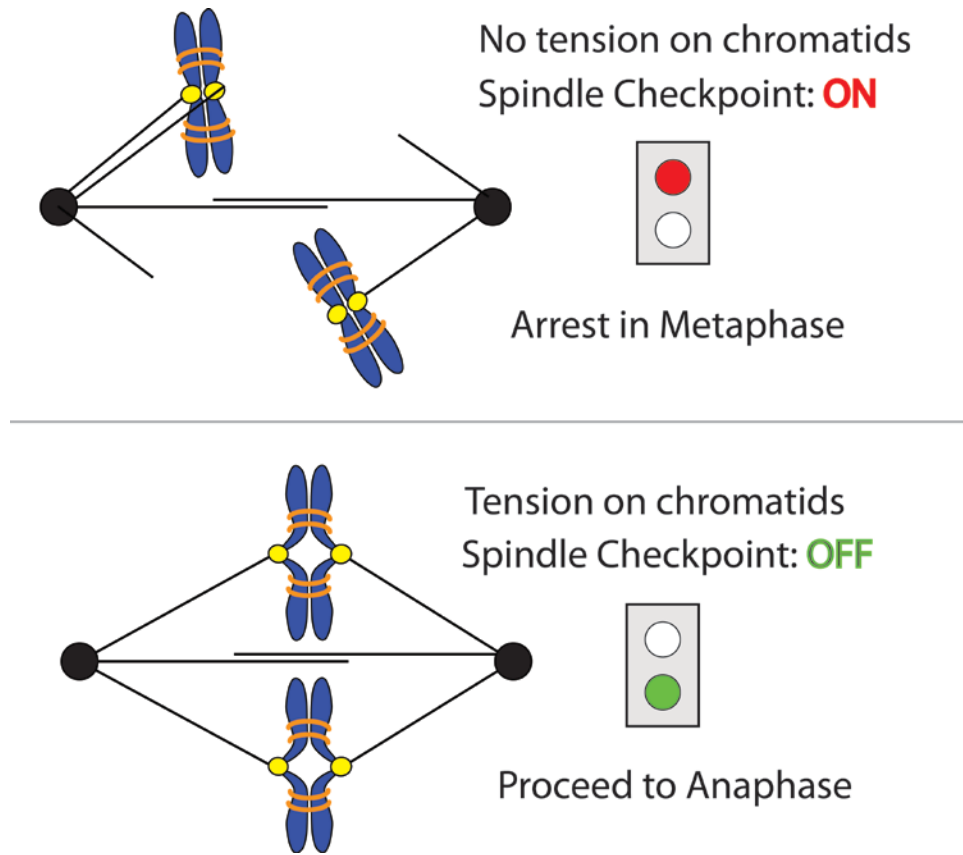 No tension on chromatids
Spindle Checkpoint: ON
Arrest in Metaphase
Tension on chromatids
Spindle Checkpoint: OFF
Proceed to Anaphase